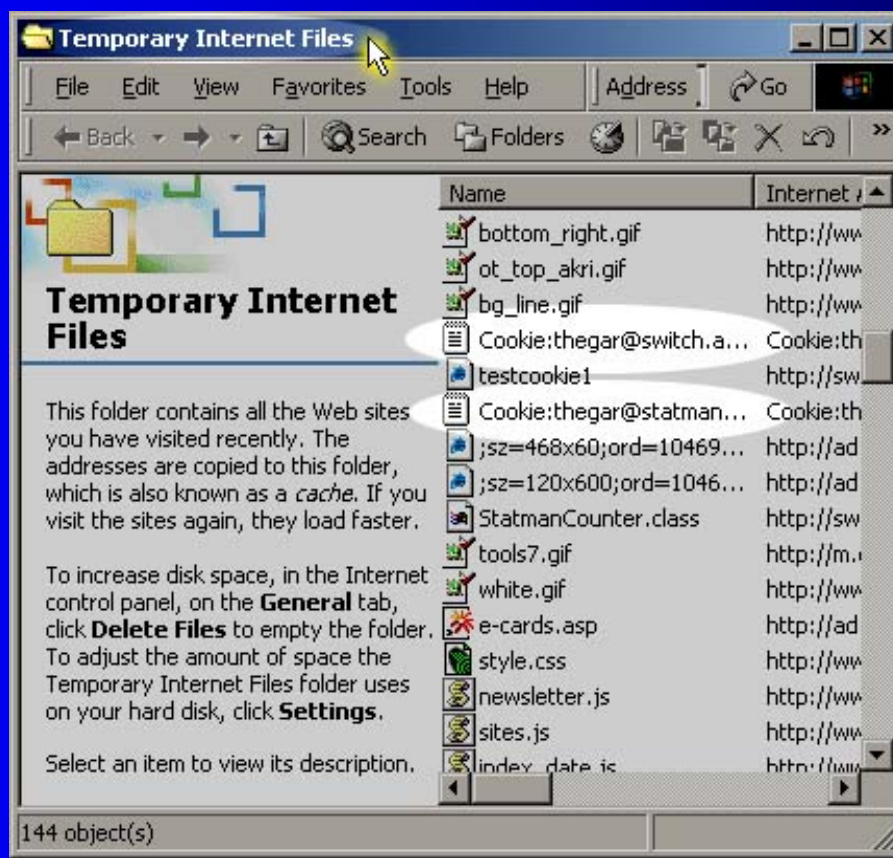 Temporary Internet Files
File Edit View Favorites Tools Help Address Go
Back Search Folders »
Name Internet
Temporary Internet
Files
This folder contains all the Web sites
you have visited recently. The
addresses are copied to this folder,
which is also known as a cache. If you
visit the sites again, they load faster.
To increase disk space, in the Internet
control panel, on the General tab,
click Delete Files to empty the folder.
To adjust the amount of space the
Temporary Internet Files folder uses
on your hard disk, click Settings.
Select an item to view its description.
bottom_right.gif http://ww
ot_top_akri.gif http://ww
bg_line.gif http://ww
Cookie:thegar@switch.a... Cookie:th
testcookie1 http://sw
Cookie:thegar@statman... Cookie:th
;sz=468x60;ord=10469... http://ad
;sz=120x600;ord=1046... http://ad
StatmanCounter.class http://sw
tools7.gif http://m.
white.gif http://ww
e-cards.asp http://ad
style.css http://ww
newsletter.js http://ww
sites.js http://ww
index_date.js http://ww
144 object(s)